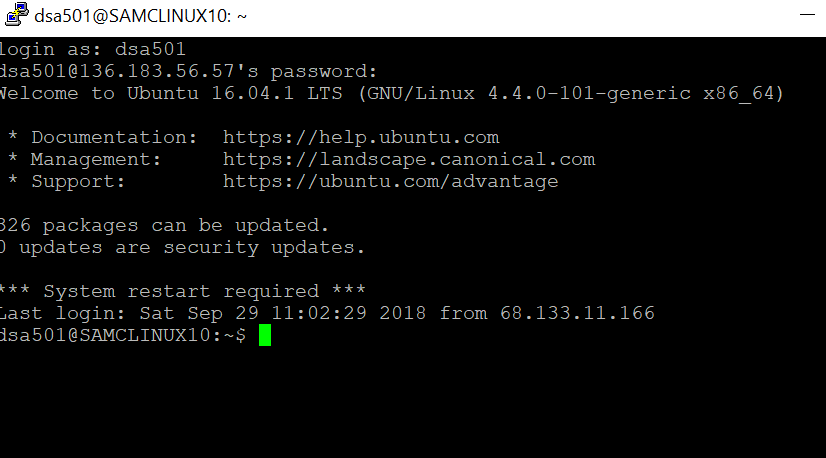 dsa501@SAMCLINUX10: ~
login as: dsa501
dsa501@136.183.56.57's password:
Welcome to Ubuntu 16.04.1 LTS (GNU/Linux 4.4.0-101-generic x86_64)
* Documentation:  https://help.ubuntu.com
* Management:     https://landscape.canonical.com
* Support:        https://ubuntu.com/advantage
326 packages can be updated.
0 updates are security updates.
*** System restart required ***
Last login: Sat Sep 29 11:02:29 2018 from 68.133.11.166
dsa501@SAMCLINUX10:~$